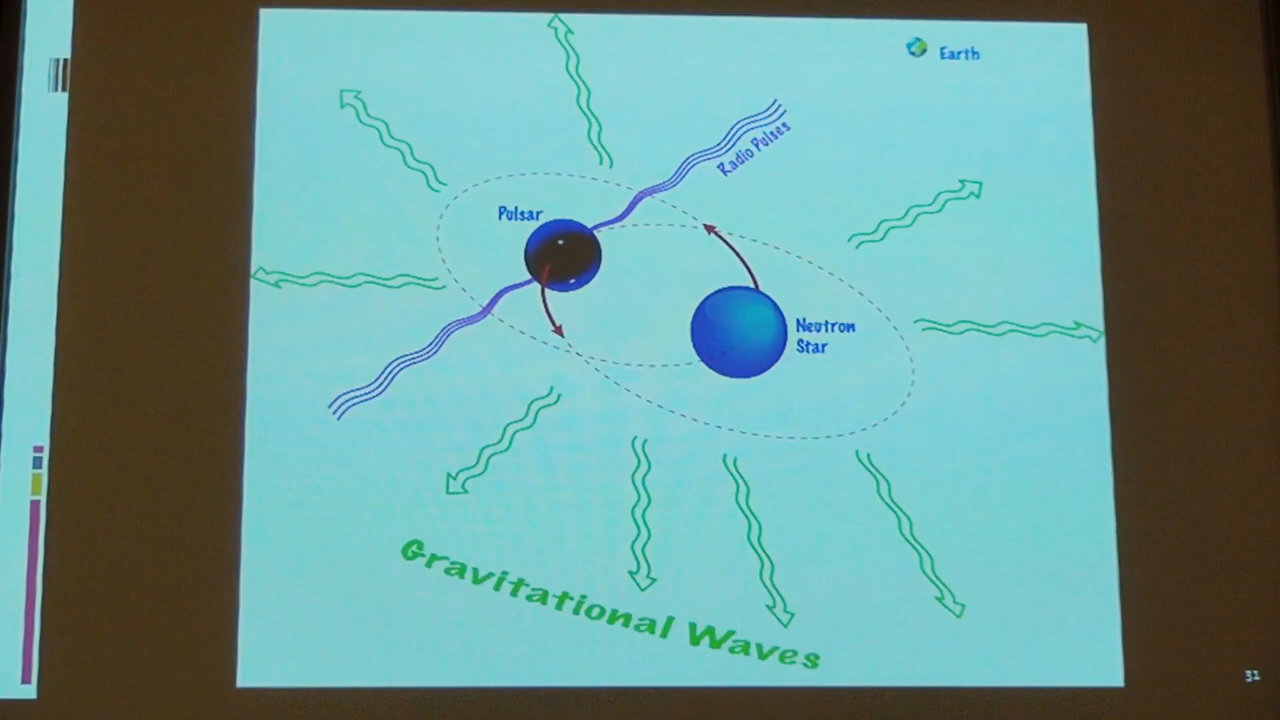 Earth
Radio Pulses
Pulsar
Neutron
Star
Gravitational Waves
31